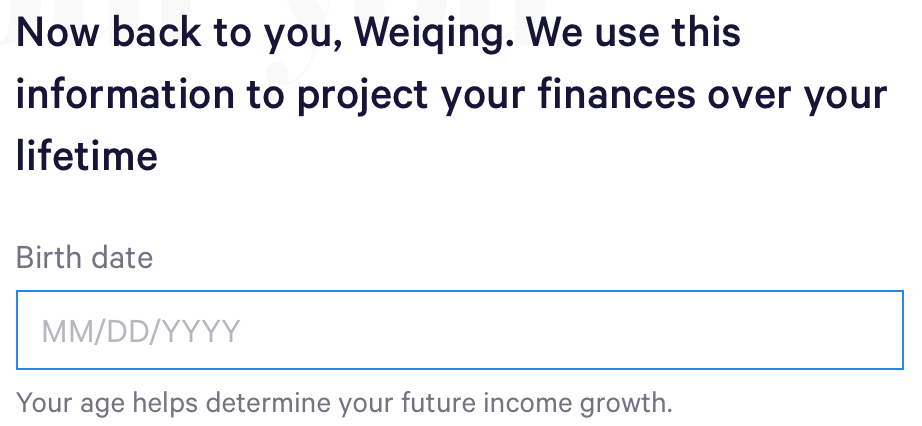 Now back to you, Weiqing. We use this
information to project your finances over your
lifetime
Birth date
MM/DD/YYYY
Your age helps determine your future income growth.